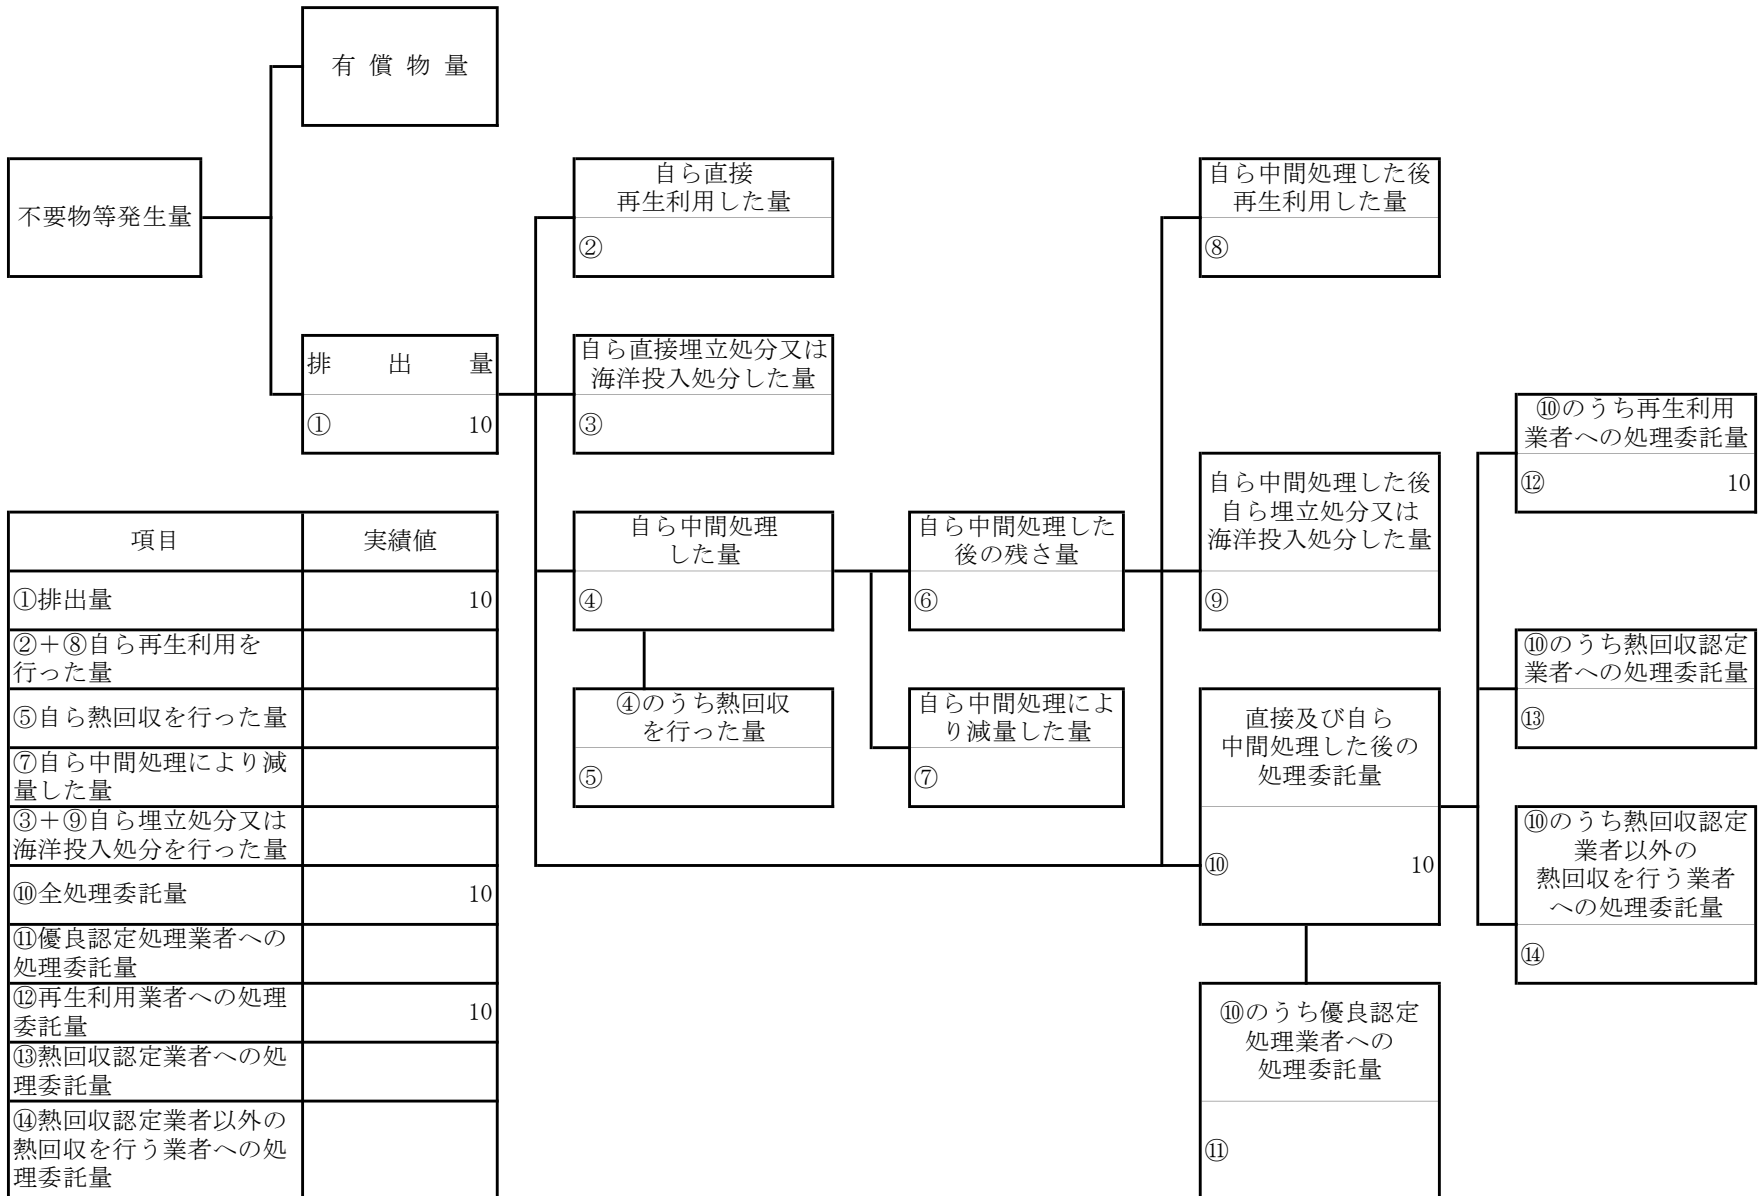 有償物量
不要物等発生量
排出量
① 10
自ら直接
再生利用した量
②
自ら直接埋立処分又は
海洋投入処分した量
③
自ら中間処理
した量
④
④のうち熱回収
を行った量
⑤
自ら中間処理した
後の残さ量
⑥
自ら中間処理によ
り減量した量
⑦
自ら中間処理した後
再生利用した量
⑧
自ら中間処理した後
自ら埋立処分又は
海洋投入処分した量
⑨
直接及び自ら
中間処理した後の
処理委託量
⑩ 10
⑩のうち優良認定
処理業者への
処理委託量
⑪
⑩のうち再生利用
業者への処理委託量
⑫ 10
⑩のうち熱回収認定
業者への処理委託量
⑬
⑩のうち熱回収認定
業者以外の
熱回収を行う業者
への処理委託量
⑭
項目 実績値
①排出量 10
②+⑧自ら再生利用を
行った量
⑤自ら熱回収を行った量
⑦自ら中間処理により減
量した量
③+⑨自ら埋立処分又は
海洋投入処分を行った量
⑩全処理委託量 10
⑪優良認定処理業者への
処理委託量
⑫再生利用業者への処理
委託量 10
⑬熱回収認定業者への処
理委託量
⑭熱回収認定業者以外の
熱回収を行う業者への処
理委託量